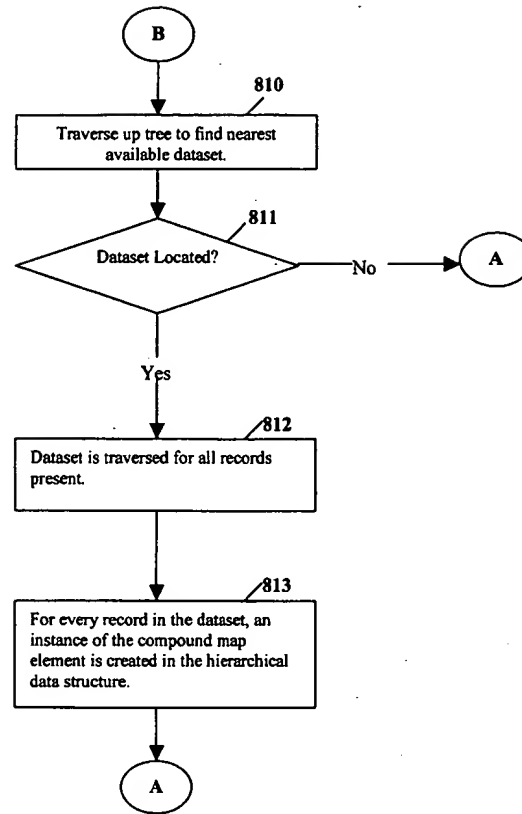 B
810
Traverse up tree to find nearest
available dataset.
811
Dataset Located?
No
A
Yes
812
Dataset is traversed for all records
present.
813
For every record in the dataset, an
instance of the compound map
element is created in the hierarchical
data structure.
A